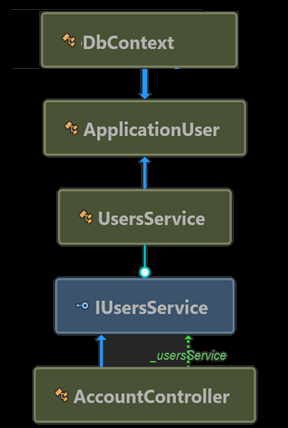 DbContext
ApplicationUser
UsersService
IUsersService
_usersService
AccountController